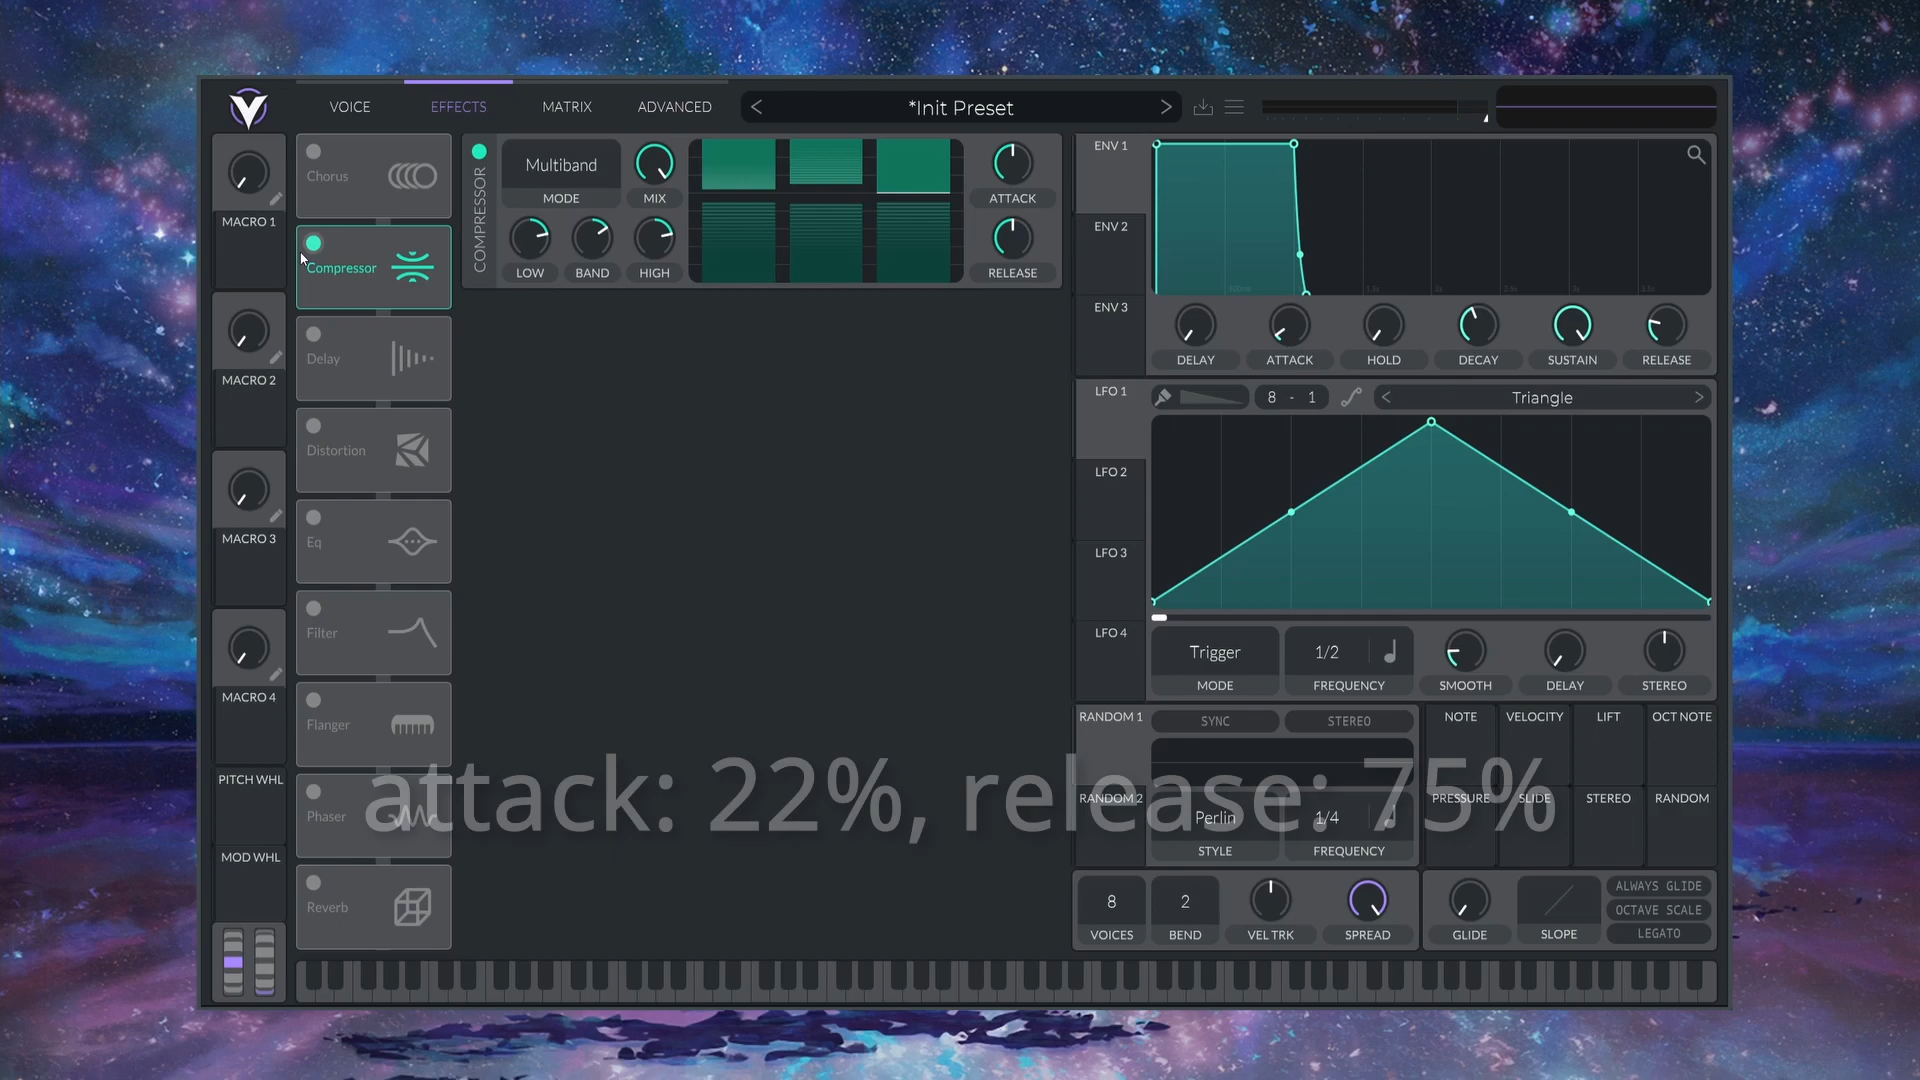 VOICE
EFFECTS
MATRIX
ADVANCED
*Init Preset
MACRO 1
MACRO 2
MACRO 3
MACRO 4
PITCH WHL
MOD WHL
Chorus
Compressor
Delay
Distortion
Eq
Filter
Flanger
Phaser
Reverb
COMPRESSOR
Multiband
MODE
MIX
LOW
BAND
HIGH
ATTACK
RELEASE
ENV 1
ENV 2
ENV 3
DELAY
ATTACK
HOLD
DECAY
SUSTAIN
RELEASE
LFO 1
LFO 2
LFO 3
LFO 4
8 - 1
Triangle
Trigger
MODE
1/2
FREQUENCY
SMOOTH
DELAY
STEREO
RANDOM 1
RANDOM 2
SYNC
STEREO
Perlin
STYLE
1/4
FREQUENCY
NOTE
VELOCITY
LIFT
OCT NOTE
PRESSURE
SLIDE
STEREO
RANDOM
attack: 22%, release: 75%
8
VOICES
2
BEND
VEL TRK
SPREAD
GLIDE
SLOPE
ALWAYS GLIDE
OCTAVE SCALE
LEGATO